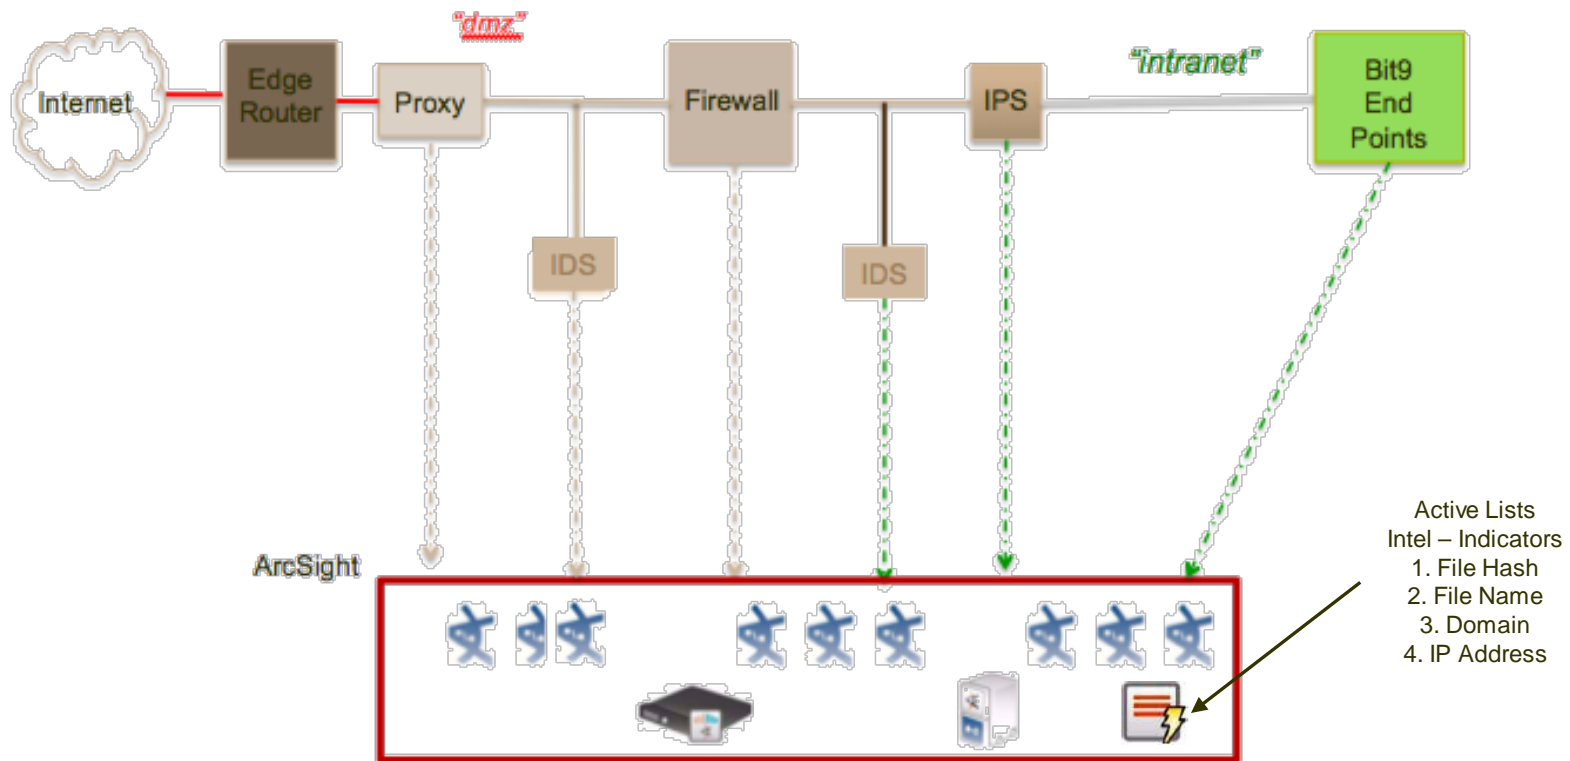 "dmz"
"intranet"
Internet
Edge
Router
Proxy
Firewall
IPS
Bit9
End
Points
IDS
IDS
ArcSight
Active Lists
Intel – Indicators
1. File Hash
2. File Name
3. Domain
4. IP Address